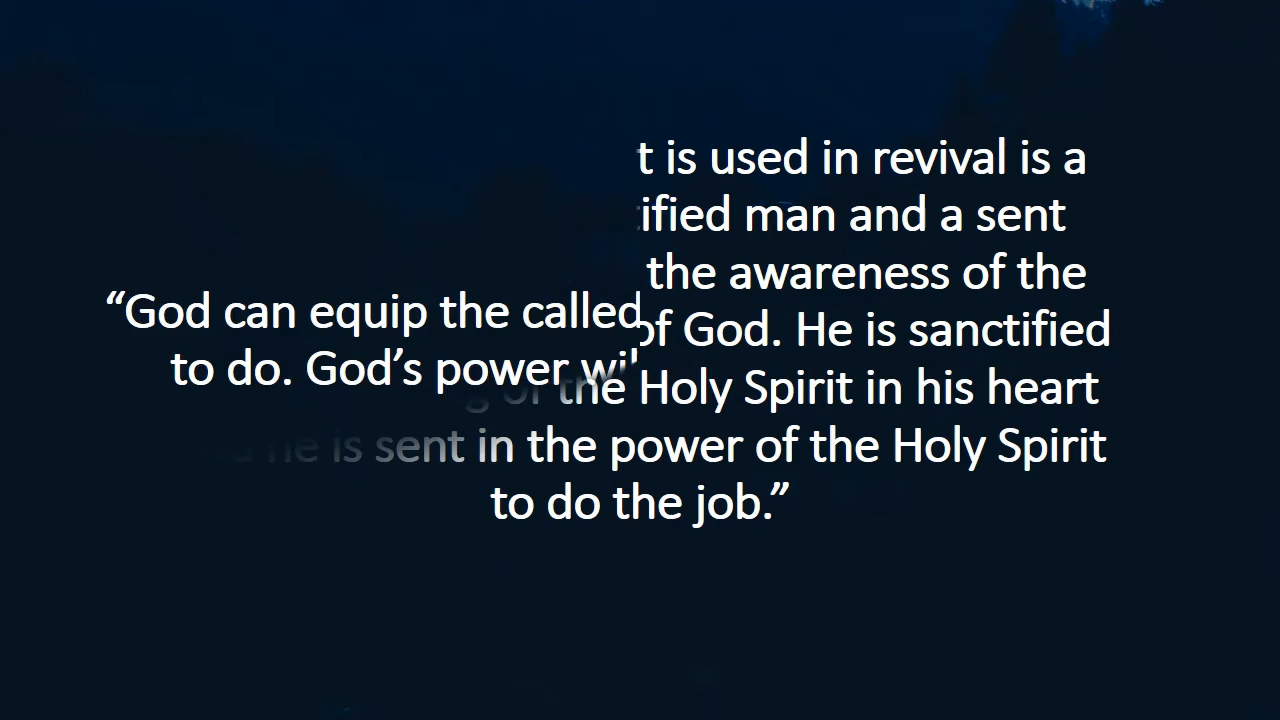 is used in revival is a
man and a sent
the awareness of the
“God can equip the called
of God. He is sanctified
to do. God’s power
the Holy Spirit in his heart
he is sent in the power of the Holy Spirit
to do the job.”